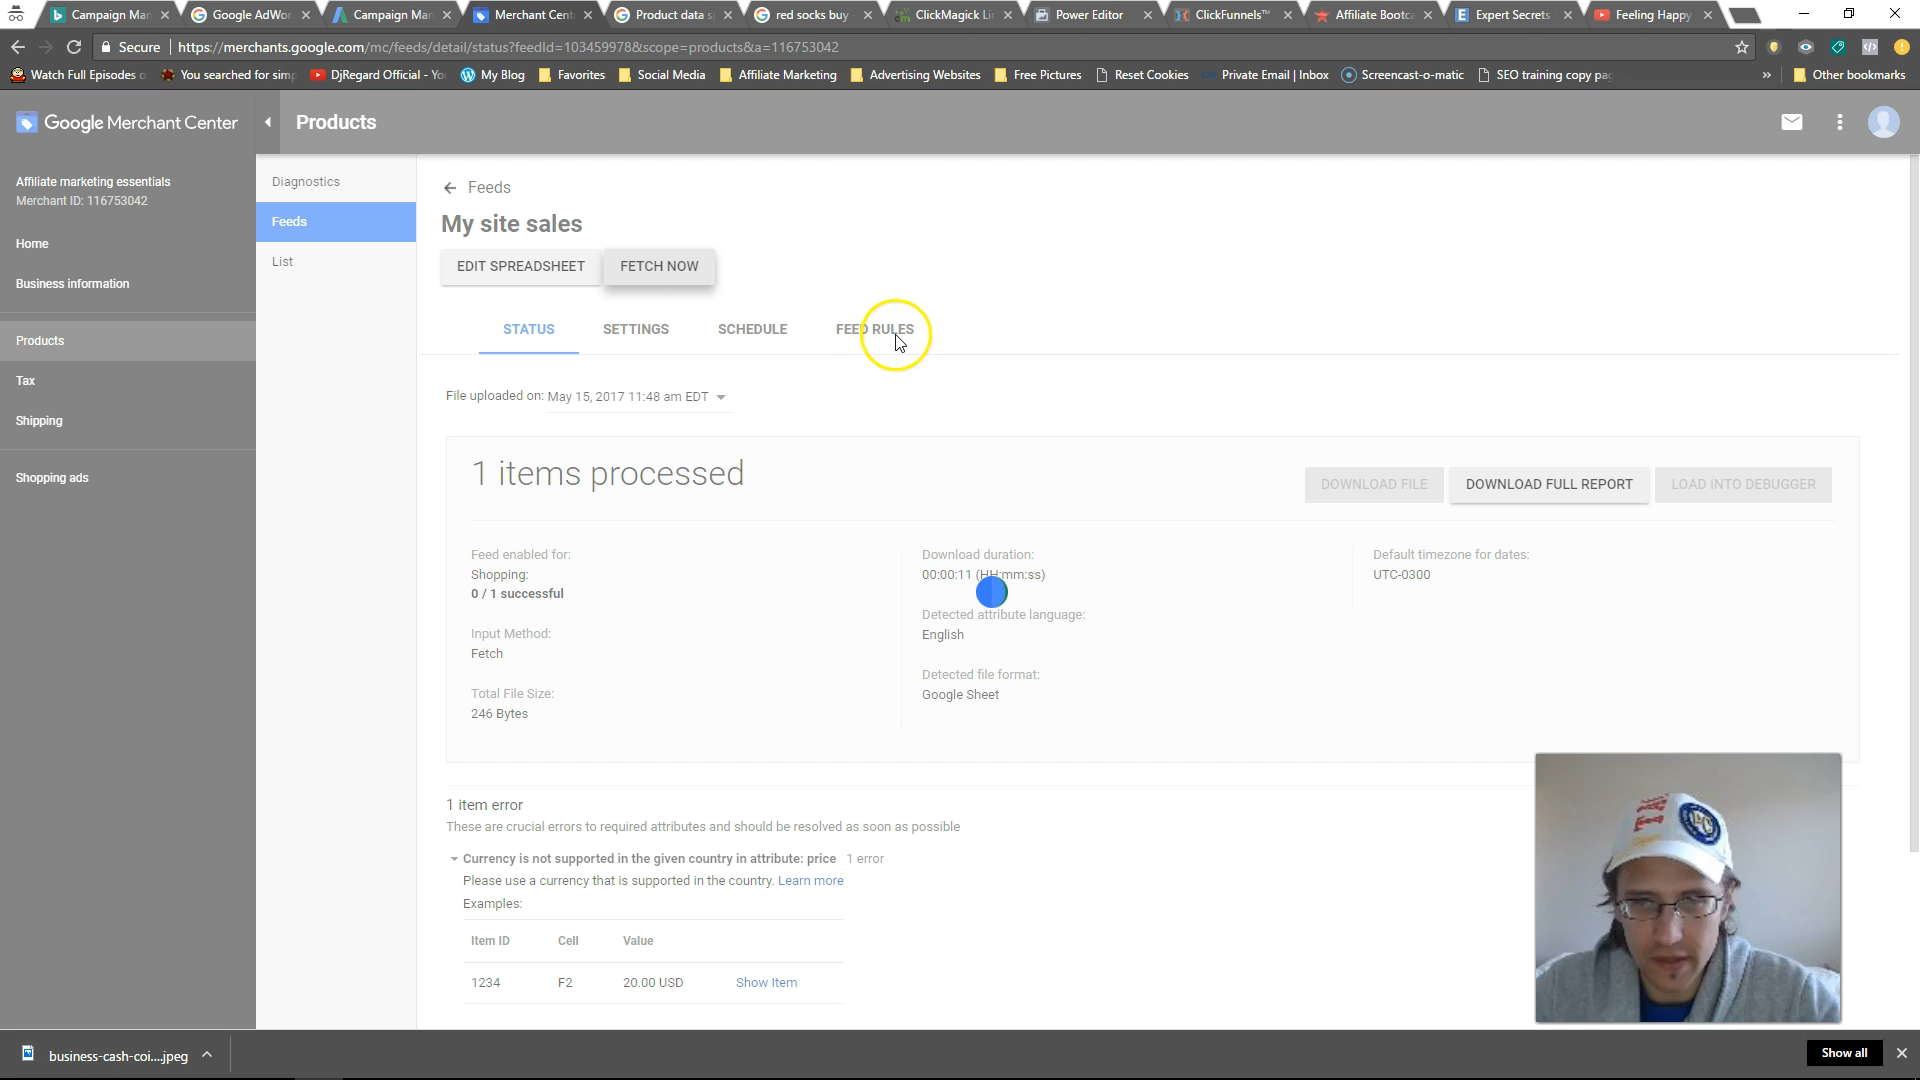 Campaign Mar
Google AdWor
Campaign Mar
Merchant Cent
Product data s
red socks buy
ClickMagick Li
Power Editor
ClickFunnels™
Affiliate Bootca
Expert Secrets
Feeling Happy
Secure | https://merchants.google.com/mc/feeds/detail/status?feedId=103459978&scope=products&a=116753042
Watch Full Episodes o
You searched for simp
DjRegard Official - Yo
My Blog
Favorites
Social Media
Affiliate Marketing
Advertising Websites
Free Pictures
Reset Cookies
Private Email | Inbox
Screencast-o-matic
SEO training copy pag
»
Other bookmarks
Google Merchant Center
Products
Affiliate marketing essentials
Merchant ID: 116753042
Home
Business information
Products
Tax
Shipping
Shopping ads
Diagnostics
Feeds
List
Feeds
My site sales
EDIT SPREADSHEET
FETCH NOW
STATUS
SETTINGS
SCHEDULE
FEED RULES
File uploaded on: May 15, 2017 11:48 am EDT
1 items processed
DOWNLOAD FILE
DOWNLOAD FULL REPORT
LOAD INTO DEBUGGER
Feed enabled for:
Shopping:
0 / 1 successful
Input Method:
Fetch
Total File Size:
246 Bytes
Download duration:
00:00:11 (HH:mm:ss)
Detected attribute language:
English
Detected file format:
Google Sheet
Default timezone for dates:
UTC-0300
1 item error
These are crucial errors to required attributes and should be resolved as soon as possible
Currency is not supported in the given country in attribute: price 1 error
Please use a currency that is supported in the country. Learn more
Examples:
Item ID Cell Value
1234 F2 20.00 USD Show Item
business-cash-coi....jpeg
Show all